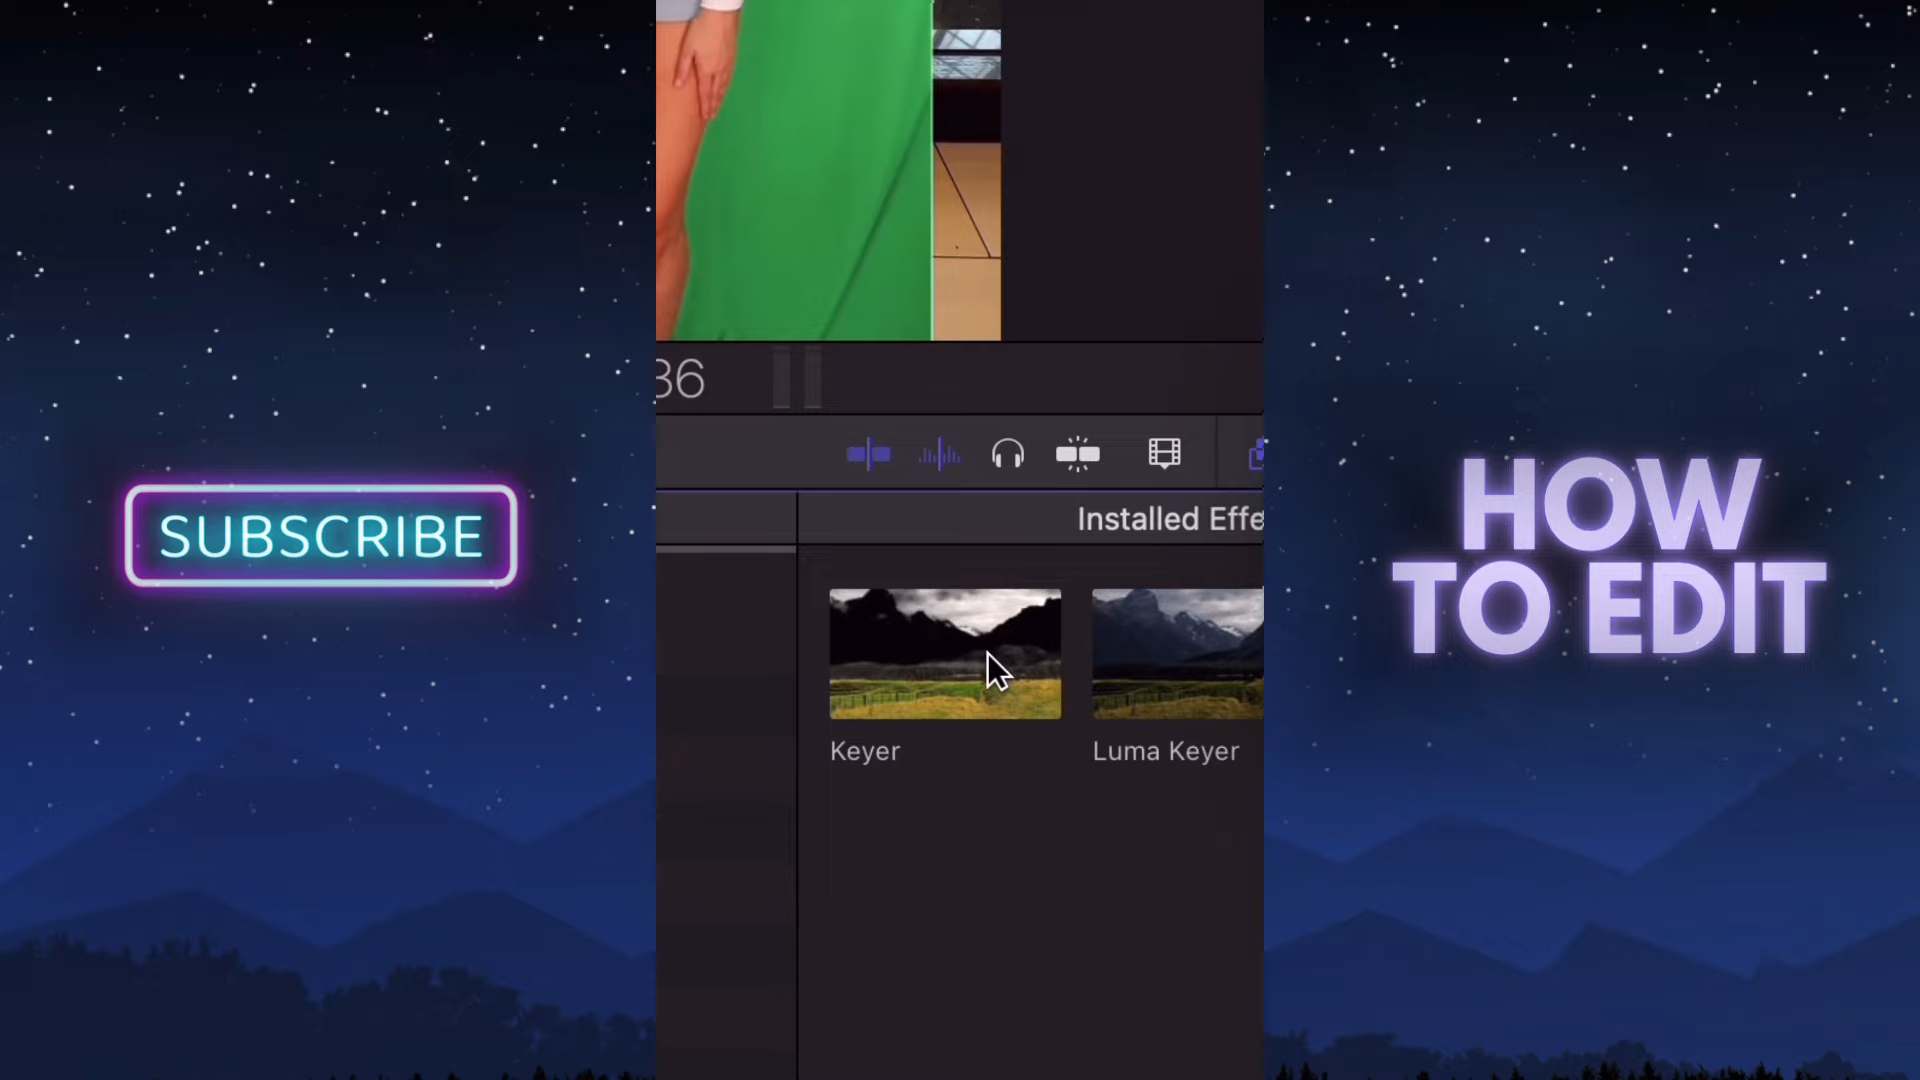 SUBSCRIBE
36
Installed Effe
Keyer
Luma Keyer
HOW
TO EDIT